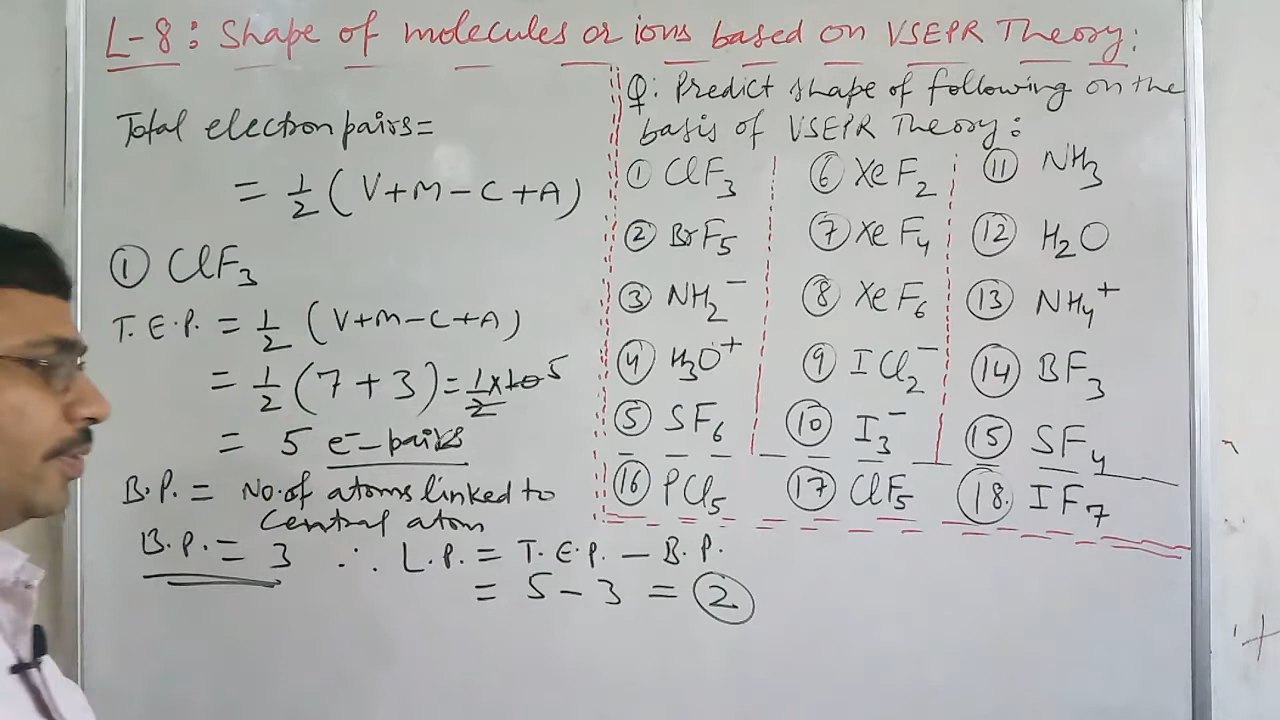 L-8: Shape of molecules or ions based on VSEPR Theory:
Total electron pairs=
= 1/2 (V+M-C+A)
① ClF₃
T.E.P. = 1/2 (V+M-C+A)
= 1/2 (7+3) = 1/2 × 10 5
= 5 e⁻-pairs
B.P. = No. of atoms linked to
Central atom
B.P. = 3 ∴ L.P. = T.E.P. - B.P.
= 5 - 3 = 2
Q: Predict shape of following on the
basis of VSEPR Theory:
① ClF₃ ⑥ XeF₂ ⑪ NH₃
② BrF₅ ⑦ XeF₄ ⑫ H₂O
③ NH₂⁻ ⑧ XeF₆ ⑬ NH₄⁺
④ H₃O⁺ ⑨ ICl₂⁻ ⑭ BF₃
⑤ SF₆ ⑩ I₃⁻ ⑮ SF₄
⑯ PCl₅ ⑰ ClF₅ ⑱. IF₇